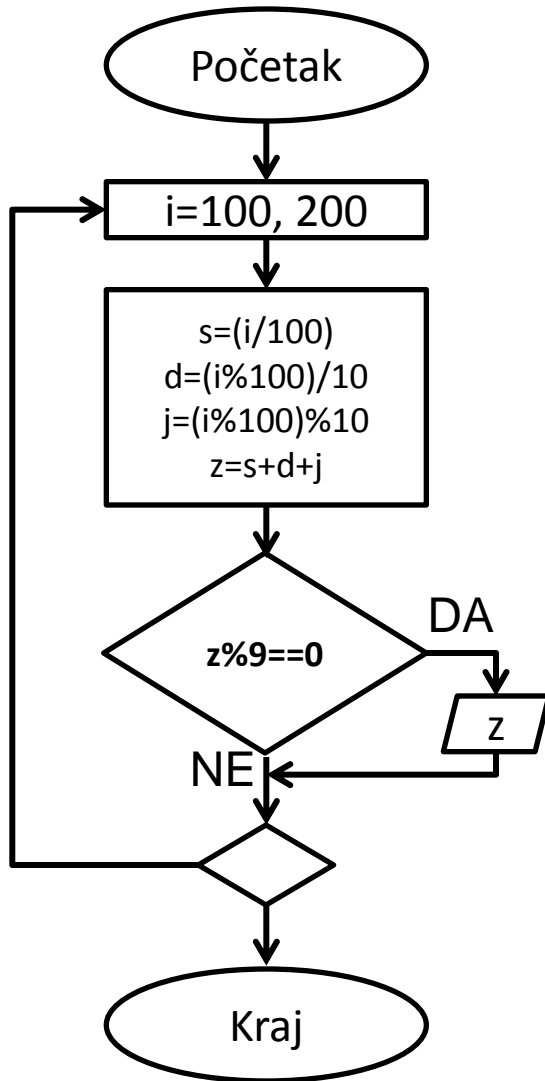 Početak
i=100, 200
s=(i/100)
d=(i%100)/10
j=(i%100)%10
z=s+d+j
z%9==0
DA
z
NE
Kraj